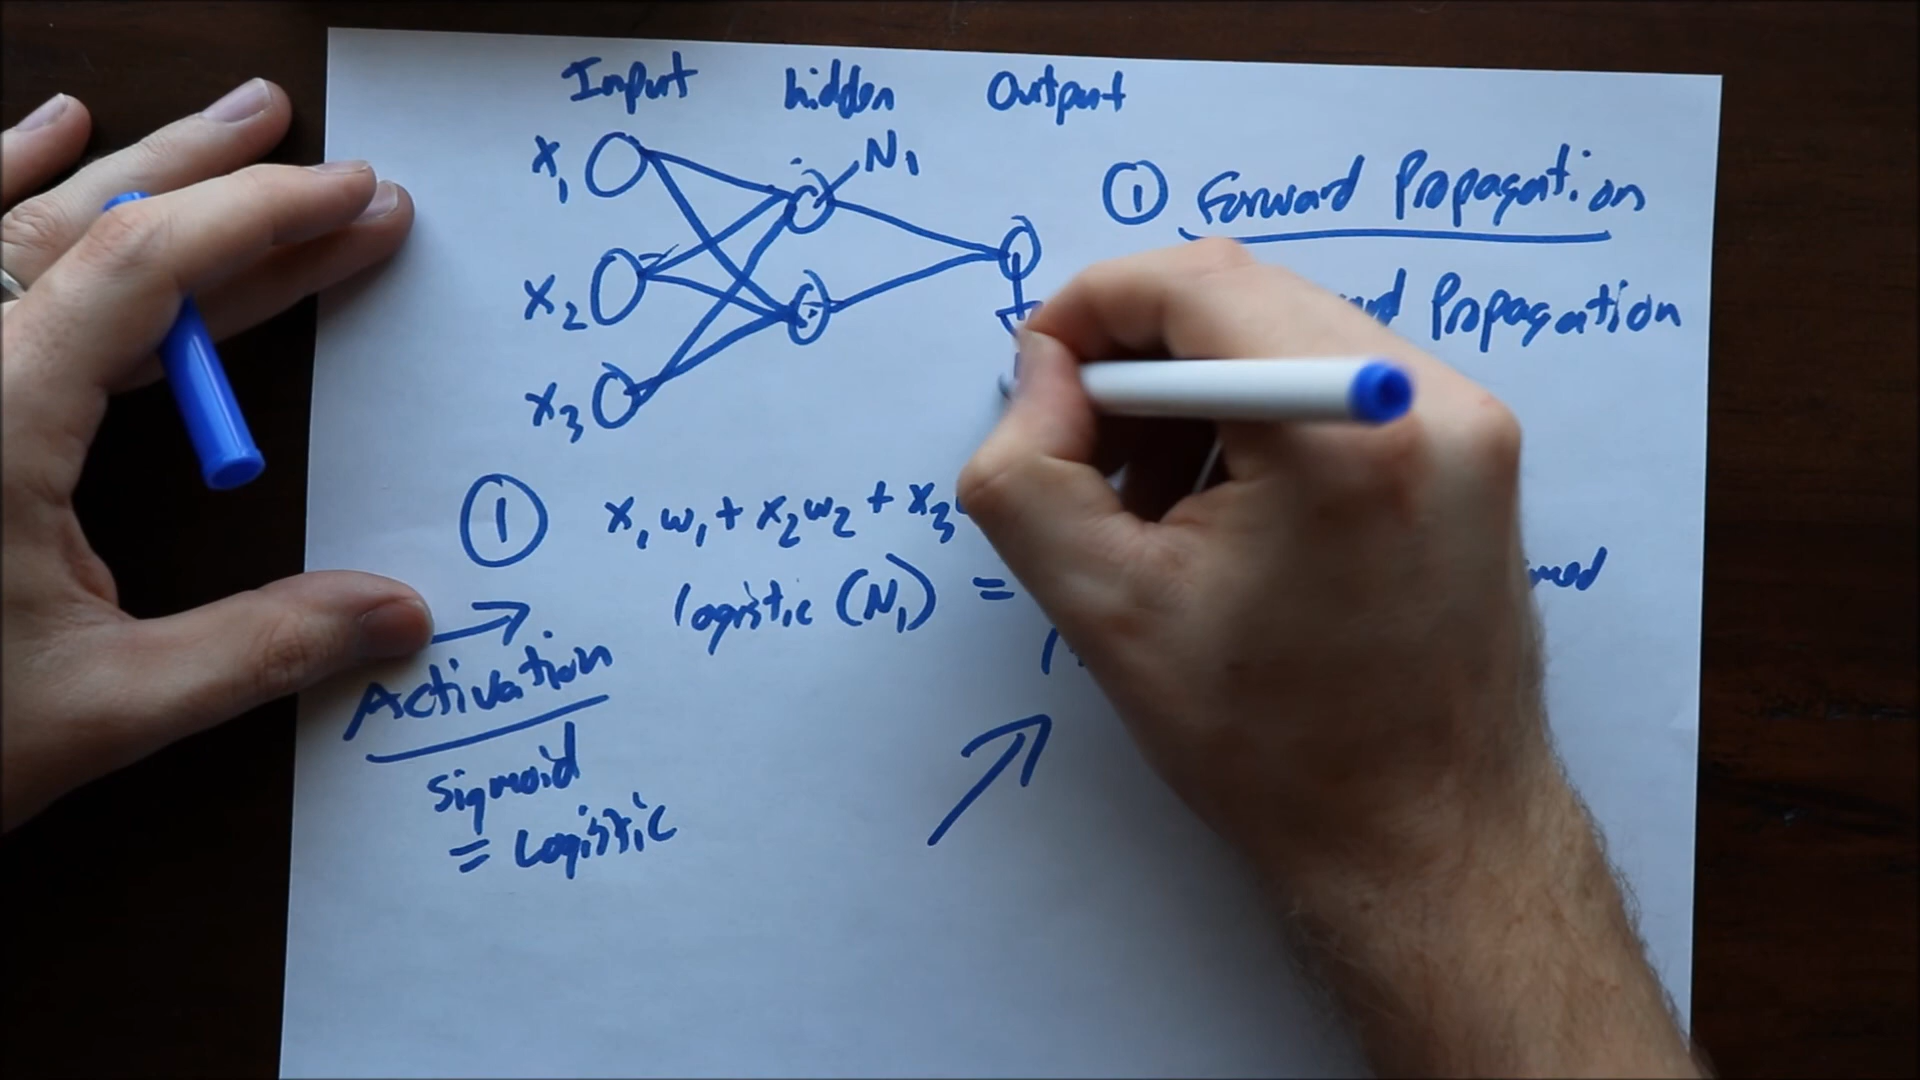 Input hidden Output
x₁ N₁
① Forward Propagation
x₂
Propagation
x₃
① x₁w₁ + x₂w₂ + x₃
logistic (N₁) =
Activation
Sigmoid
= Logistic